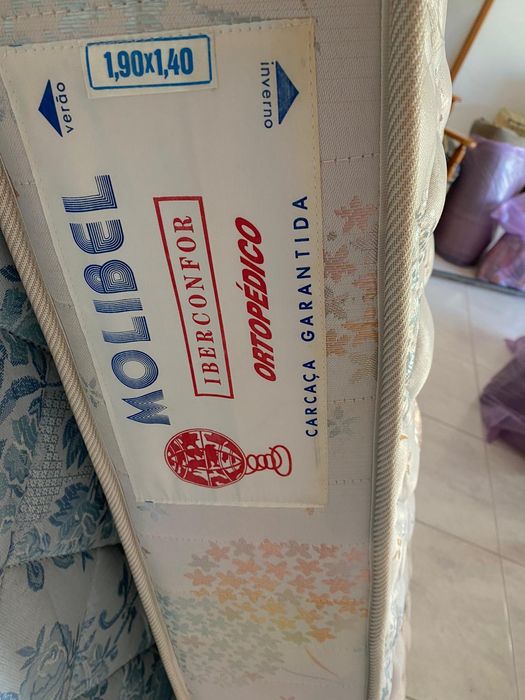 1,90x1,40
verão
inverno
MOLIBEL
IBERCONFOR
ORTOPÉDICO
CARCAÇA GARANTIDA